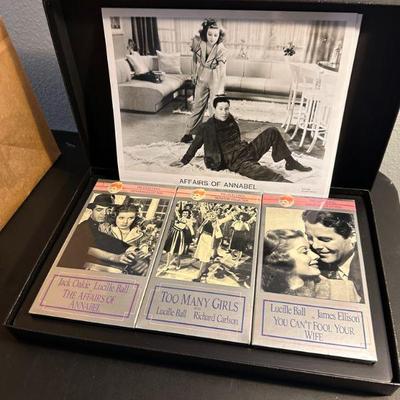 AFFAIRS OF ANNABEL
Jack Oakie Lucille Ball
THE AFFAIRS OF
ANNABEL
TOO MANY GIRLS
Lucille Ball Richard Carlson
Lucille Ball James Ellison
YOU CAN'T FOOL YOUR
WIFE